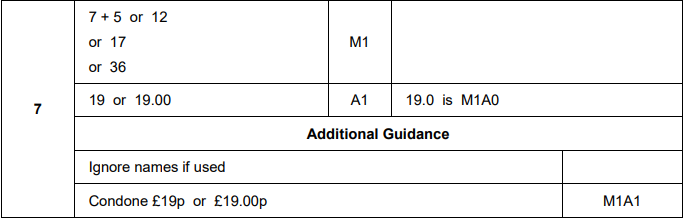 7 + 5 or 12
or 17
or 36
M1
7
19 or 19.00
A1
19.0 is M1A0
Additional Guidance
Ignore names if used
Condone £19p or £19.00p
M1A1